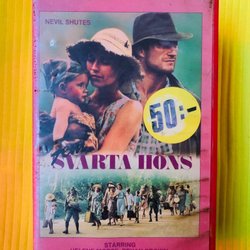 NEVIL SHUTES
50:-
SVARTA HÖNS
STARRING